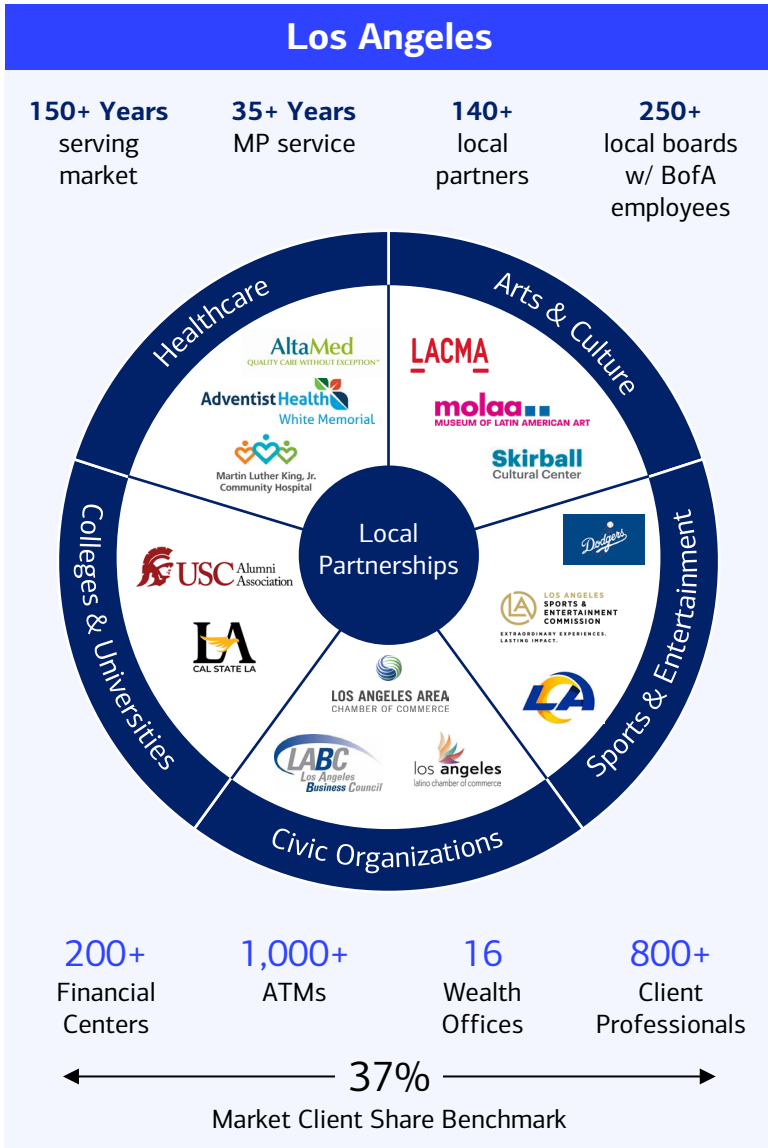 Los Angeles
150+ Years
serving
market
35+ Years
MP service
140+
local
partners
250+
local boards
w/ BofA
employees
Healthcare
AltaMed
QUALITY CARE WITHOUT EXCEPTION™
Adventist Health
White Memorial
Martin Luther King, Jr.
Community Hospital
Arts & Culture
LACMA
molaa
MUSEUM OF LATIN AMERICAN ART
Skirball
Cultural Center
Local
Partnerships
Colleges & Universities
USC Alumni
Association
LA
CAL STATE LA
Sports & Entertainment
Dodgers
LA
LOS ANGELES
SPORTS &
ENTERTAINMENT
COMMISSION
EXTRAORDINARY EXPERIENCES.
LASTING IMPACT.
LA
LOS ANGELES AREA
CHAMBER OF COMMERCE
LABC
Los Angeles
Business Council
los angeles
latino chamber of commerce
Civic Organizations
200+
Financial
Centers
1,000+
ATMs
16
Wealth
Offices
800+
Client
Professionals
37%
Market Client Share Benchmark